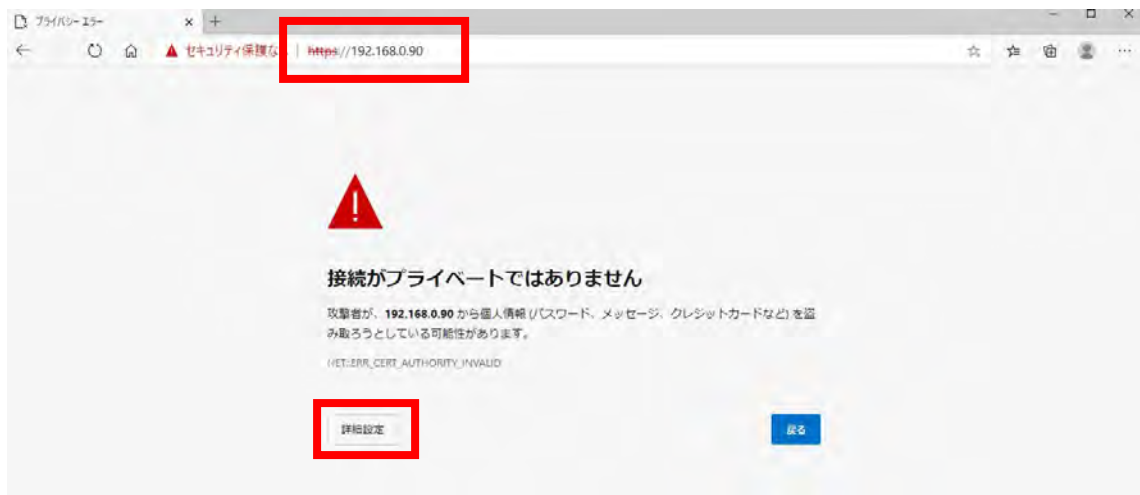 プライバシー エラー
セキュリティ保護な
https://192.168.0.90
接続がプライベートではありません
攻撃者が、192.168.0.90 から個人情報 (パスワード、メッセージ、クレジットカードなど) を盗
み取ろうとしている可能性があります。
NET::ERR_CERT_AUTHORITY_INVALID
詳細設定
戻る